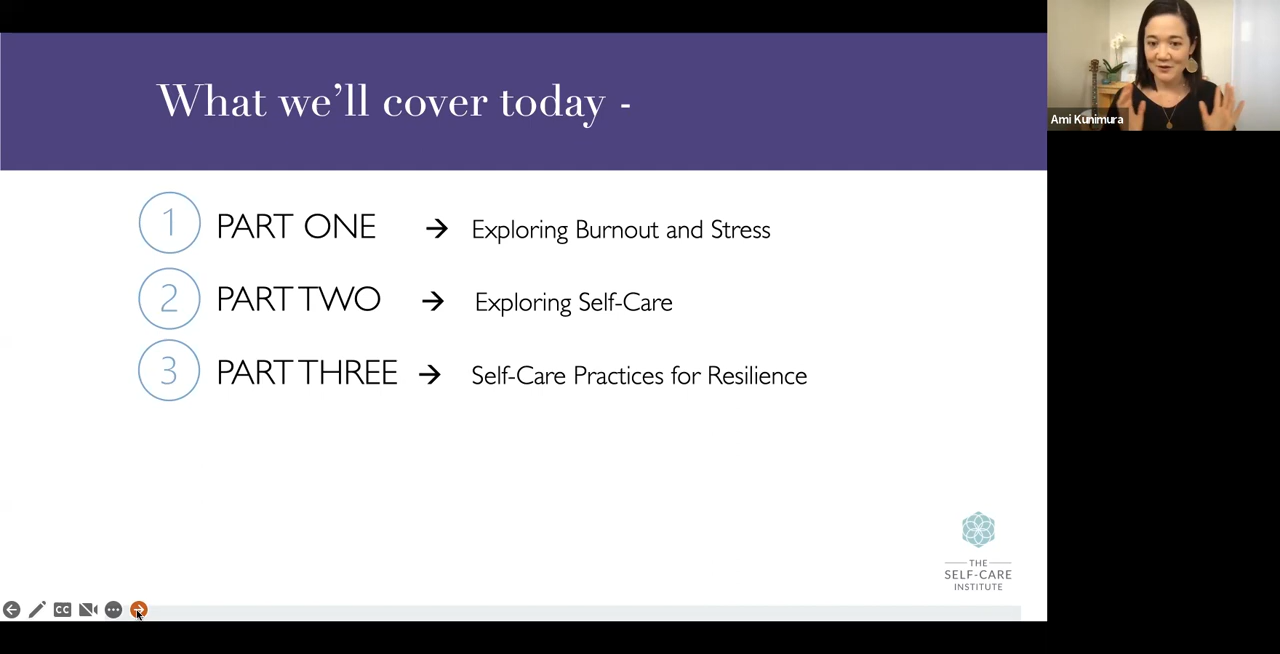 What we'll cover today -
Ami Kunimura
1 PART ONE → Exploring Burnout and Stress
2 PART TWO → Exploring Self-Care
3 PART THREE → Self-Care Practices for Resilience
THE
SELF-CARE
INSTITUTE
CC